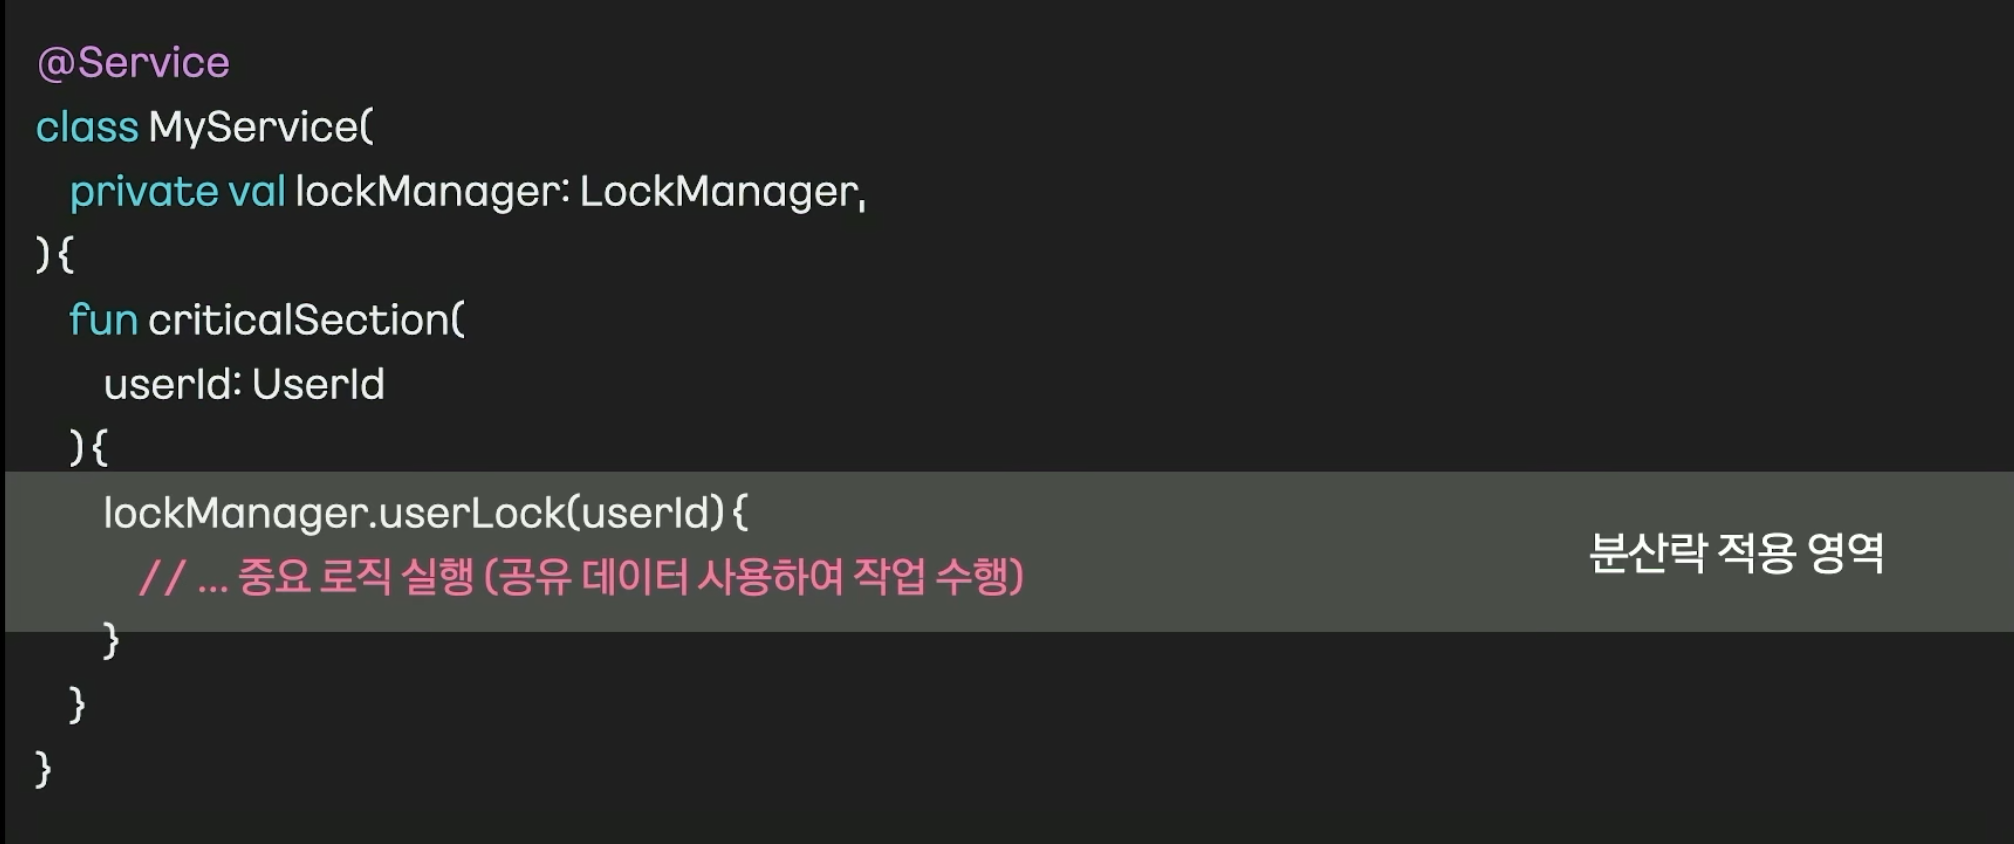 @Service
class MyService(
private val lockManager: LockManager,
){
fun criticalSection(
userId: UserId
){
lockManager.userLock(userId){
// ... 중요 로직 실행 (공유 데이터 사용하여 작업 수행)
분산락 적용 영역
}
}
}